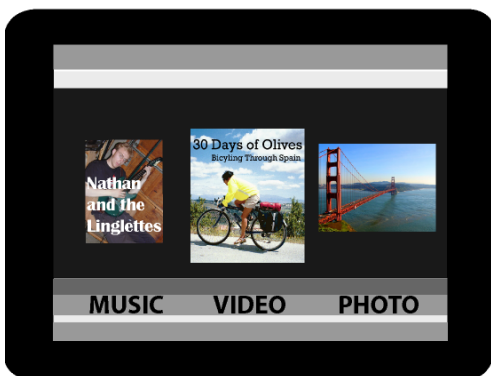 Nathan
and the
Linglettes
30 Days of Olives
Bicyling Through Spain
MUSIC VIDEO PHOTO